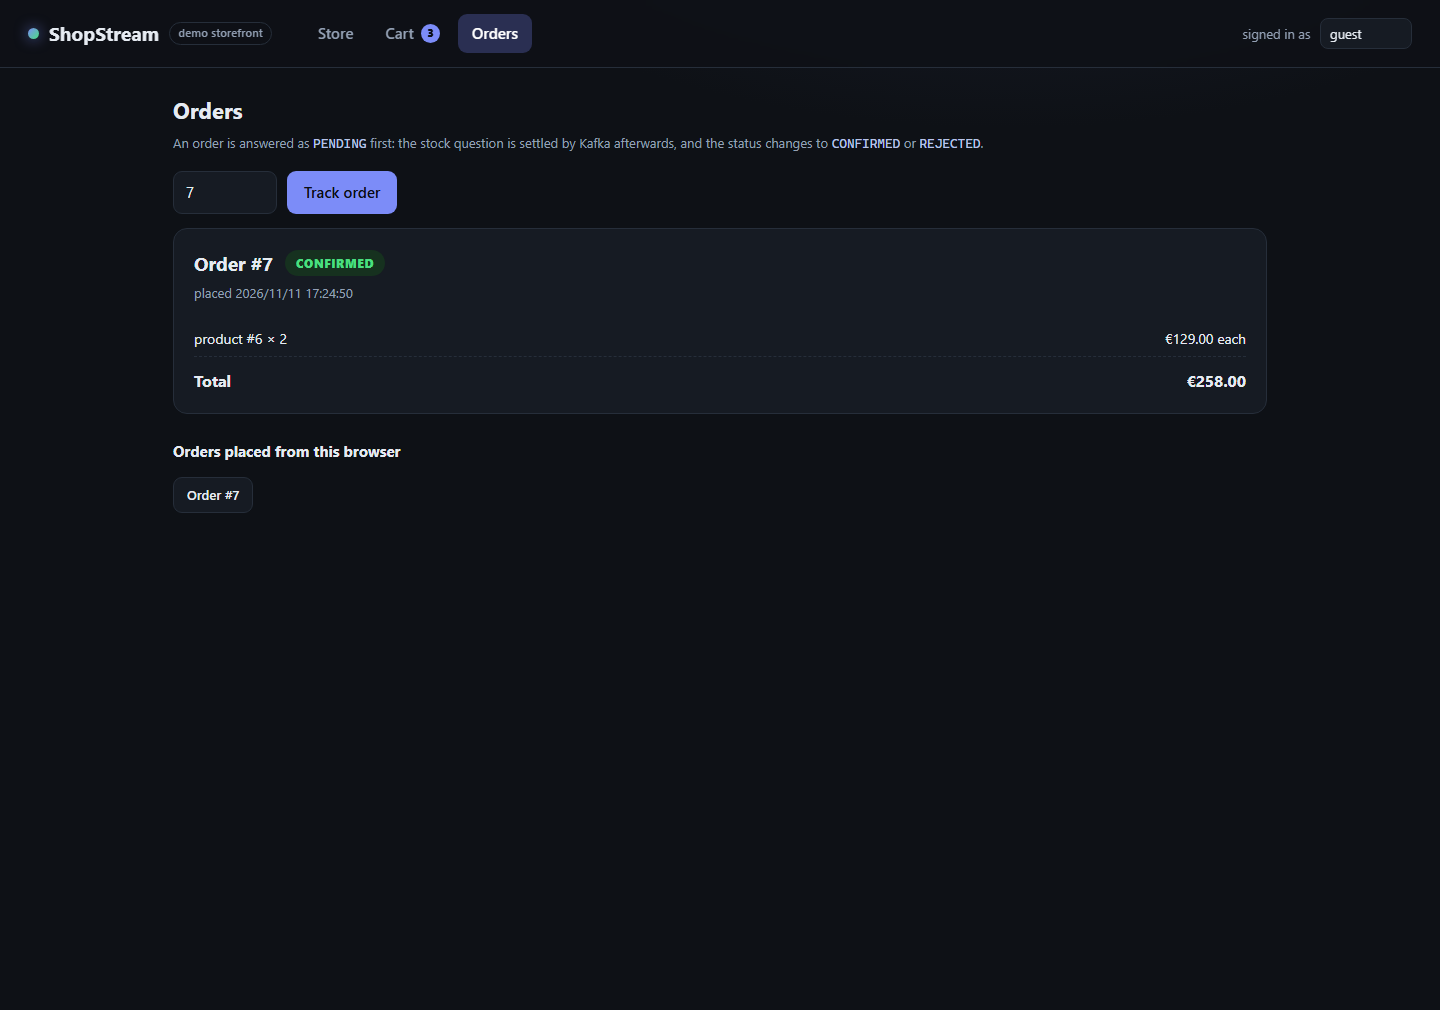 ShopStream demo storefront Store Cart 3 Orders signed in as guest
Orders
An order is answered as PENDING first: the stock question is settled by Kafka afterwards, and the status changes to CONFIRMED or REJECTED.
7 Track order
Order #7 CONFIRMED
placed 2026/11/11 17:24:50
product #6 × 2 €129.00 each
Total €258.00
Orders placed from this browser
Order #7